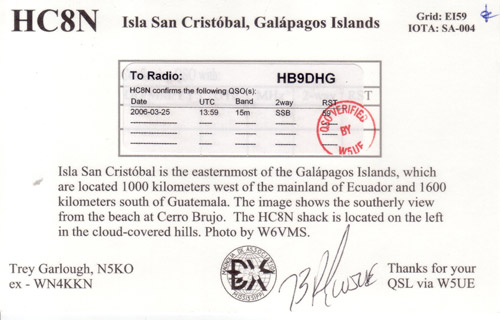 HC8N Isla San Cristóbal, Galápagos Islands Grid: EI59
IOTA: SA-004
To Radio: HB9DHG
HC8N confirms the following QSO(s):
Date UTC Band 2way RST
2006-03-25 13:59 15m SSB 59
QSO VERIFIED
BY
W5UE
Isla San Cristóbal is the easternmost of the Galápagos Islands, which
are located 1000 kilometers west of the mainland of Ecuador and 1600
kilometers south of Guatemala. The image shows the southerly view
from the beach at Cerro Brujo. The HC8N shack is located on the left
in the cloud-covered hills. Photo by W6VMS.
Trey Garlough, N5KO
ex - WN4KKN
DX
MISSISSIPPI
W5UE
Thanks for your
QSL via W5UE